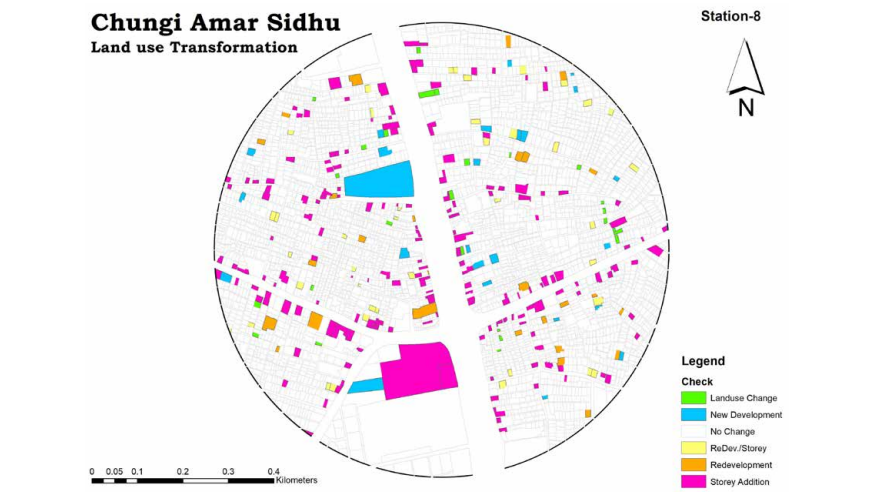 Chungi Amar Sidhu
Land use Transformation
Station-8
N
Legend
Check
Landuse Change
New Development
No Change
ReDev./Storey
Redevelopment
Storey Addition
0 0.05 0.1 0.2 0.3 0.4
Kilometers